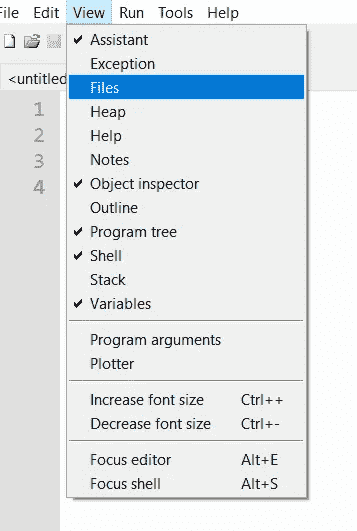 File Edit View Run Tools Help
<untitled
1
2
3
4
Assistant
Exception
Files
Heap
Help
Notes
Object inspector
Outline
Program tree
Shell
Stack
Variables
Program arguments
Plotter
Increase font size Ctrl++
Decrease font size Ctrl+-
Focus editor Alt+E
Focus shell Alt+S